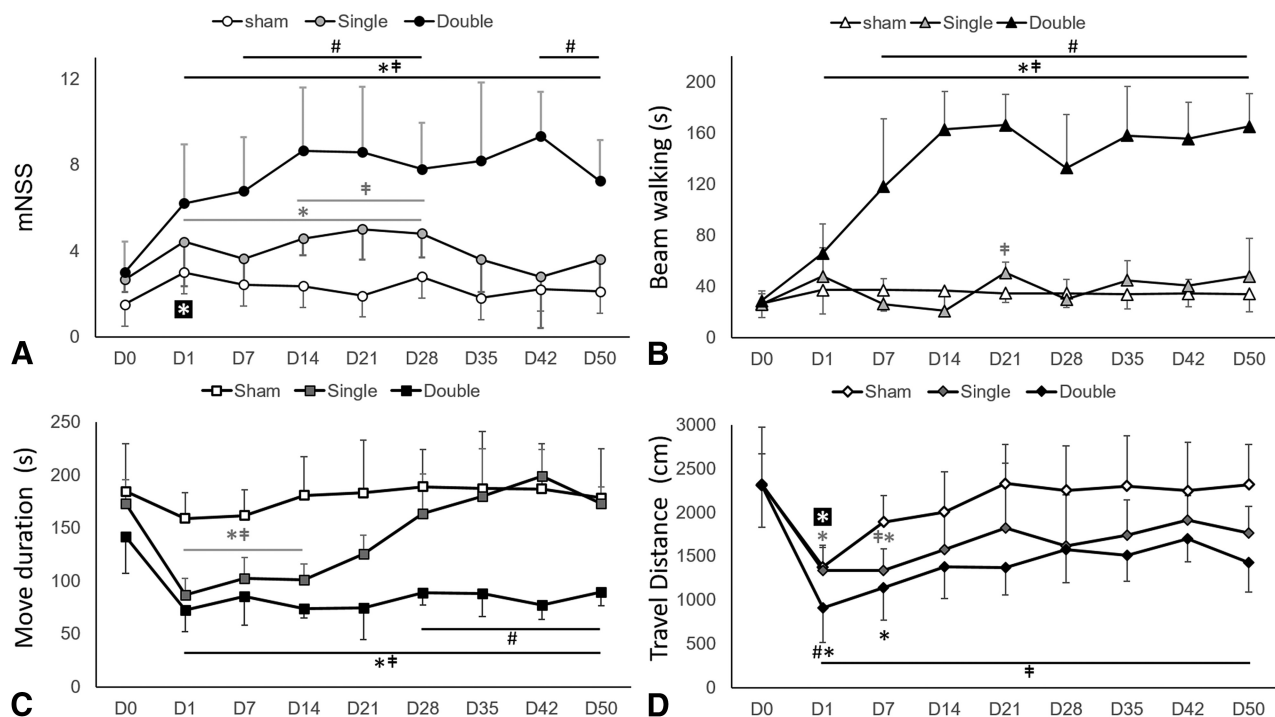 sham Single Double
#
#
*ǂ
12
8
4
0
mNSS
ǂ
*
*
D0 D1 D7 D14 D21 D28 D35 D42 D50
A
sham Single Double
#
*ǂ
200
160
120
80
40
0
Beam walking (s)
ǂ
D0 D1 D7 D14 D21 D28 D35 D42 D50
B
Sham Single Double
250
200
150
100
50
0
Move duration (s)
*ǂ
#
*ǂ
D0 D1 D7 D14 D21 D28 D35 D42 D50
C
Sham Single Double
3000
2500
2000
1500
1000
500
0
Travel Distance (cm)
*
*
ǂ*
*
#*
ǂ
D0 D1 D7 D14 D21 D28 D35 D42 D50
D